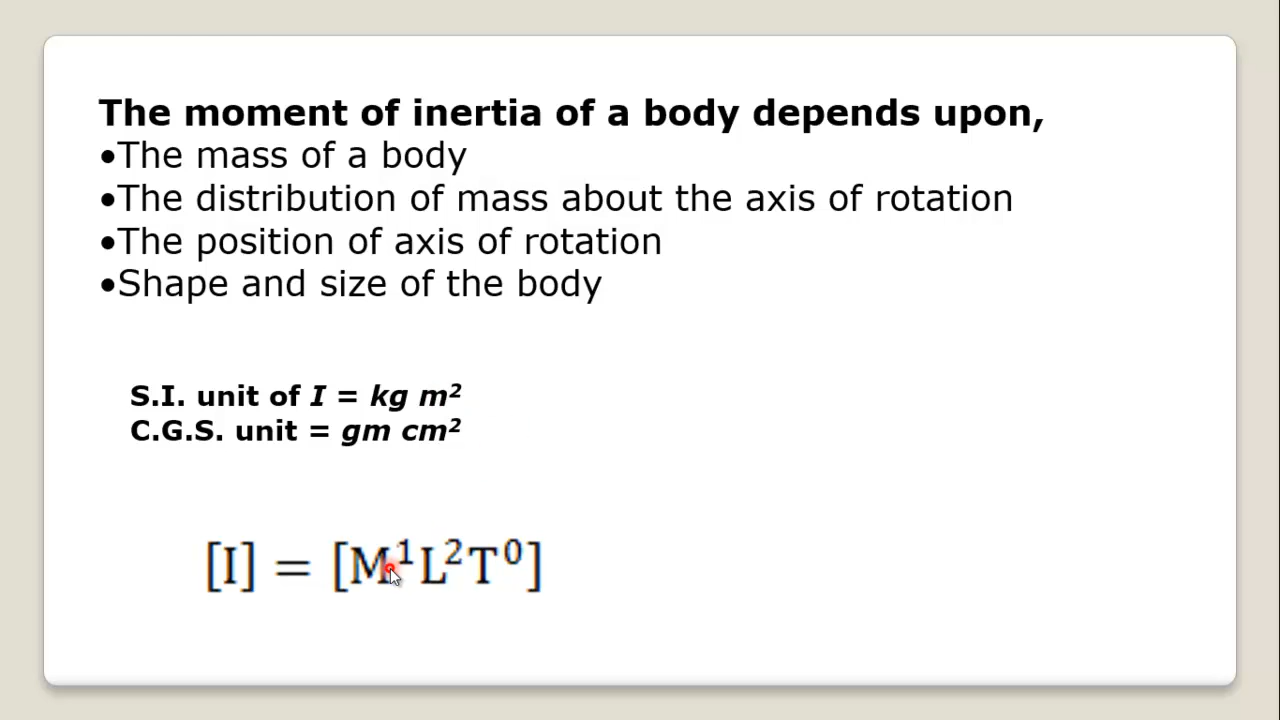 The moment of inertia of a body depends upon,
•The mass of a body
•The distribution of mass about the axis of rotation
•The position of axis of rotation
•Shape and size of the body
S.I. unit of I = kg m²
C.G.S. unit = gm cm²
[I] = [M¹L²T⁰]